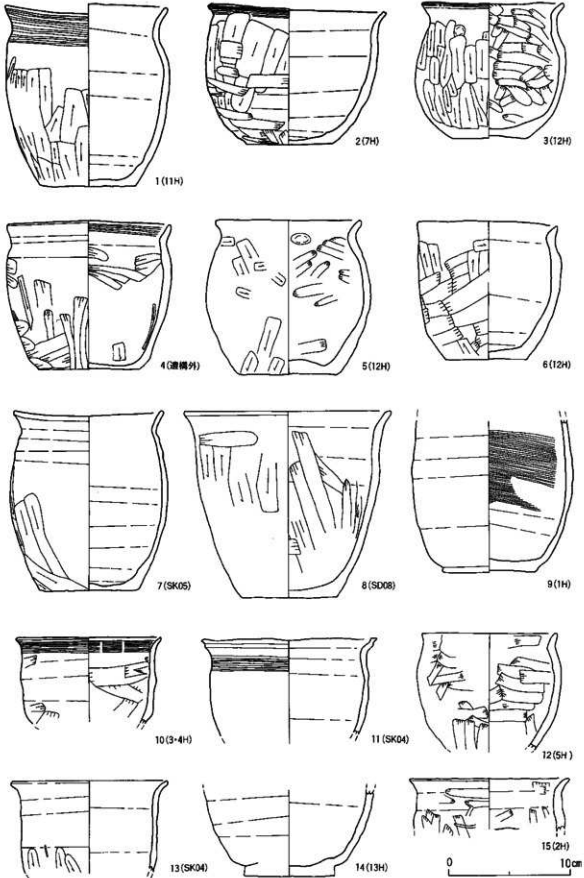 1(11H)
2(7H)
3(12H)
4(遺構外)
5(12H)
6(12H)
7(SK05)
8(SD08)
9(1H)
10(3・4H)
11(SK04)
12(5H)
13(SK04)
14(13H)
15(2H)
0 10cm